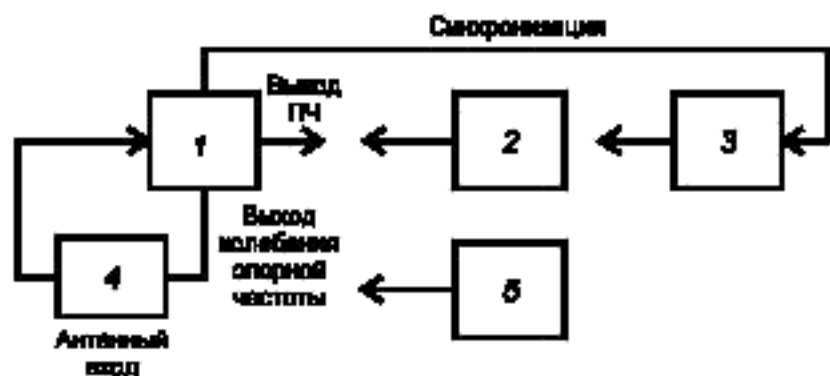 Синхронизация
Выход
ПЧ
1
2
3
Выход
колебания
опорной
частоты
4
5
Антенный
вход